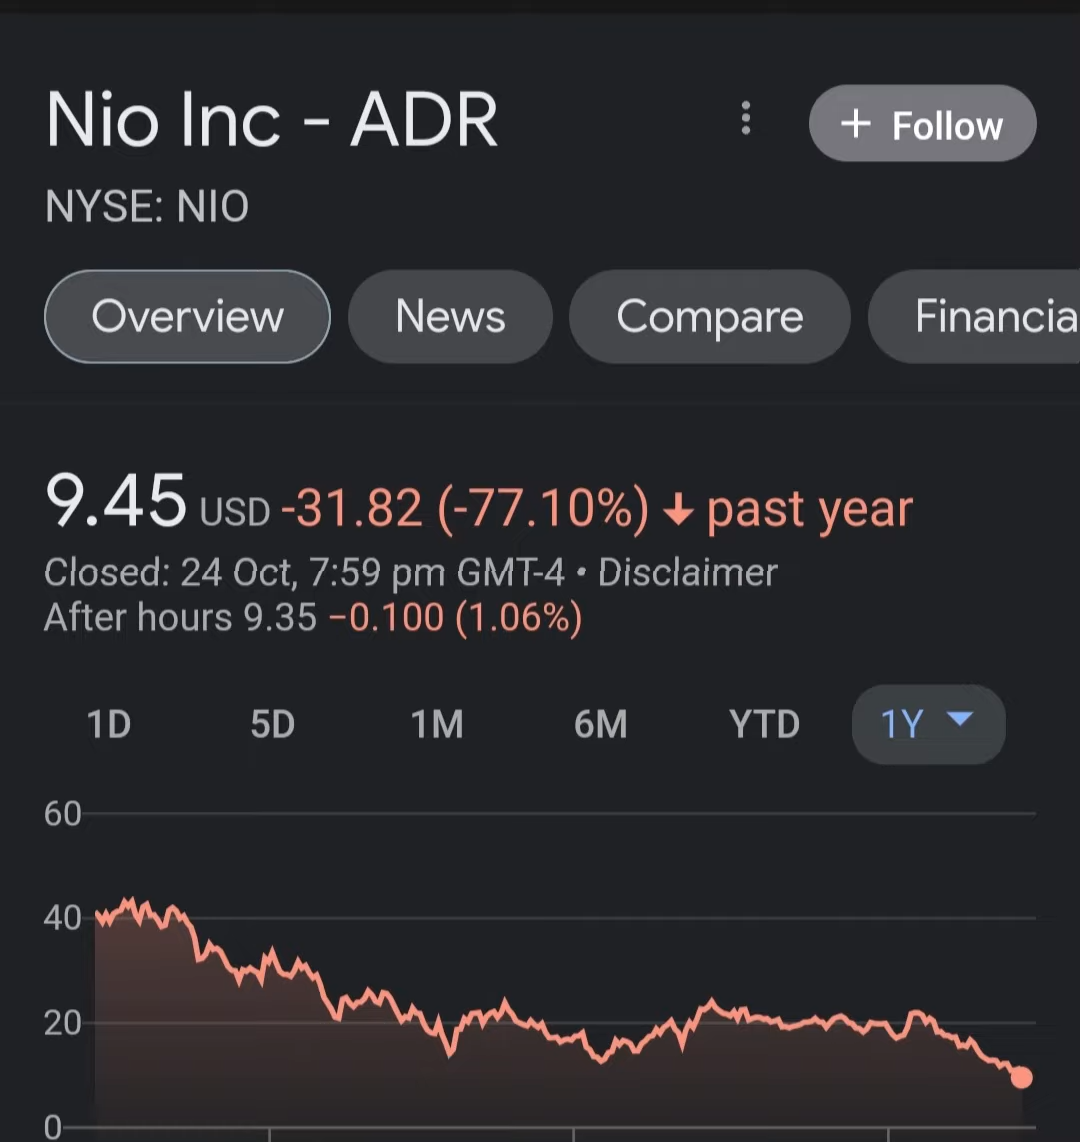 Nio Inc - ADR
+ Follow
NYSE: NIO
Overview News Compare Financia
9.45 USD -31.82 (-77.10%) ↓ past year
Closed: 24 Oct, 7:59 pm GMT-4 • Disclaimer
After hours 9.35 −0.100 (1.06%)
1D 5D 1M 6M YTD 1Y
60
40
20
0